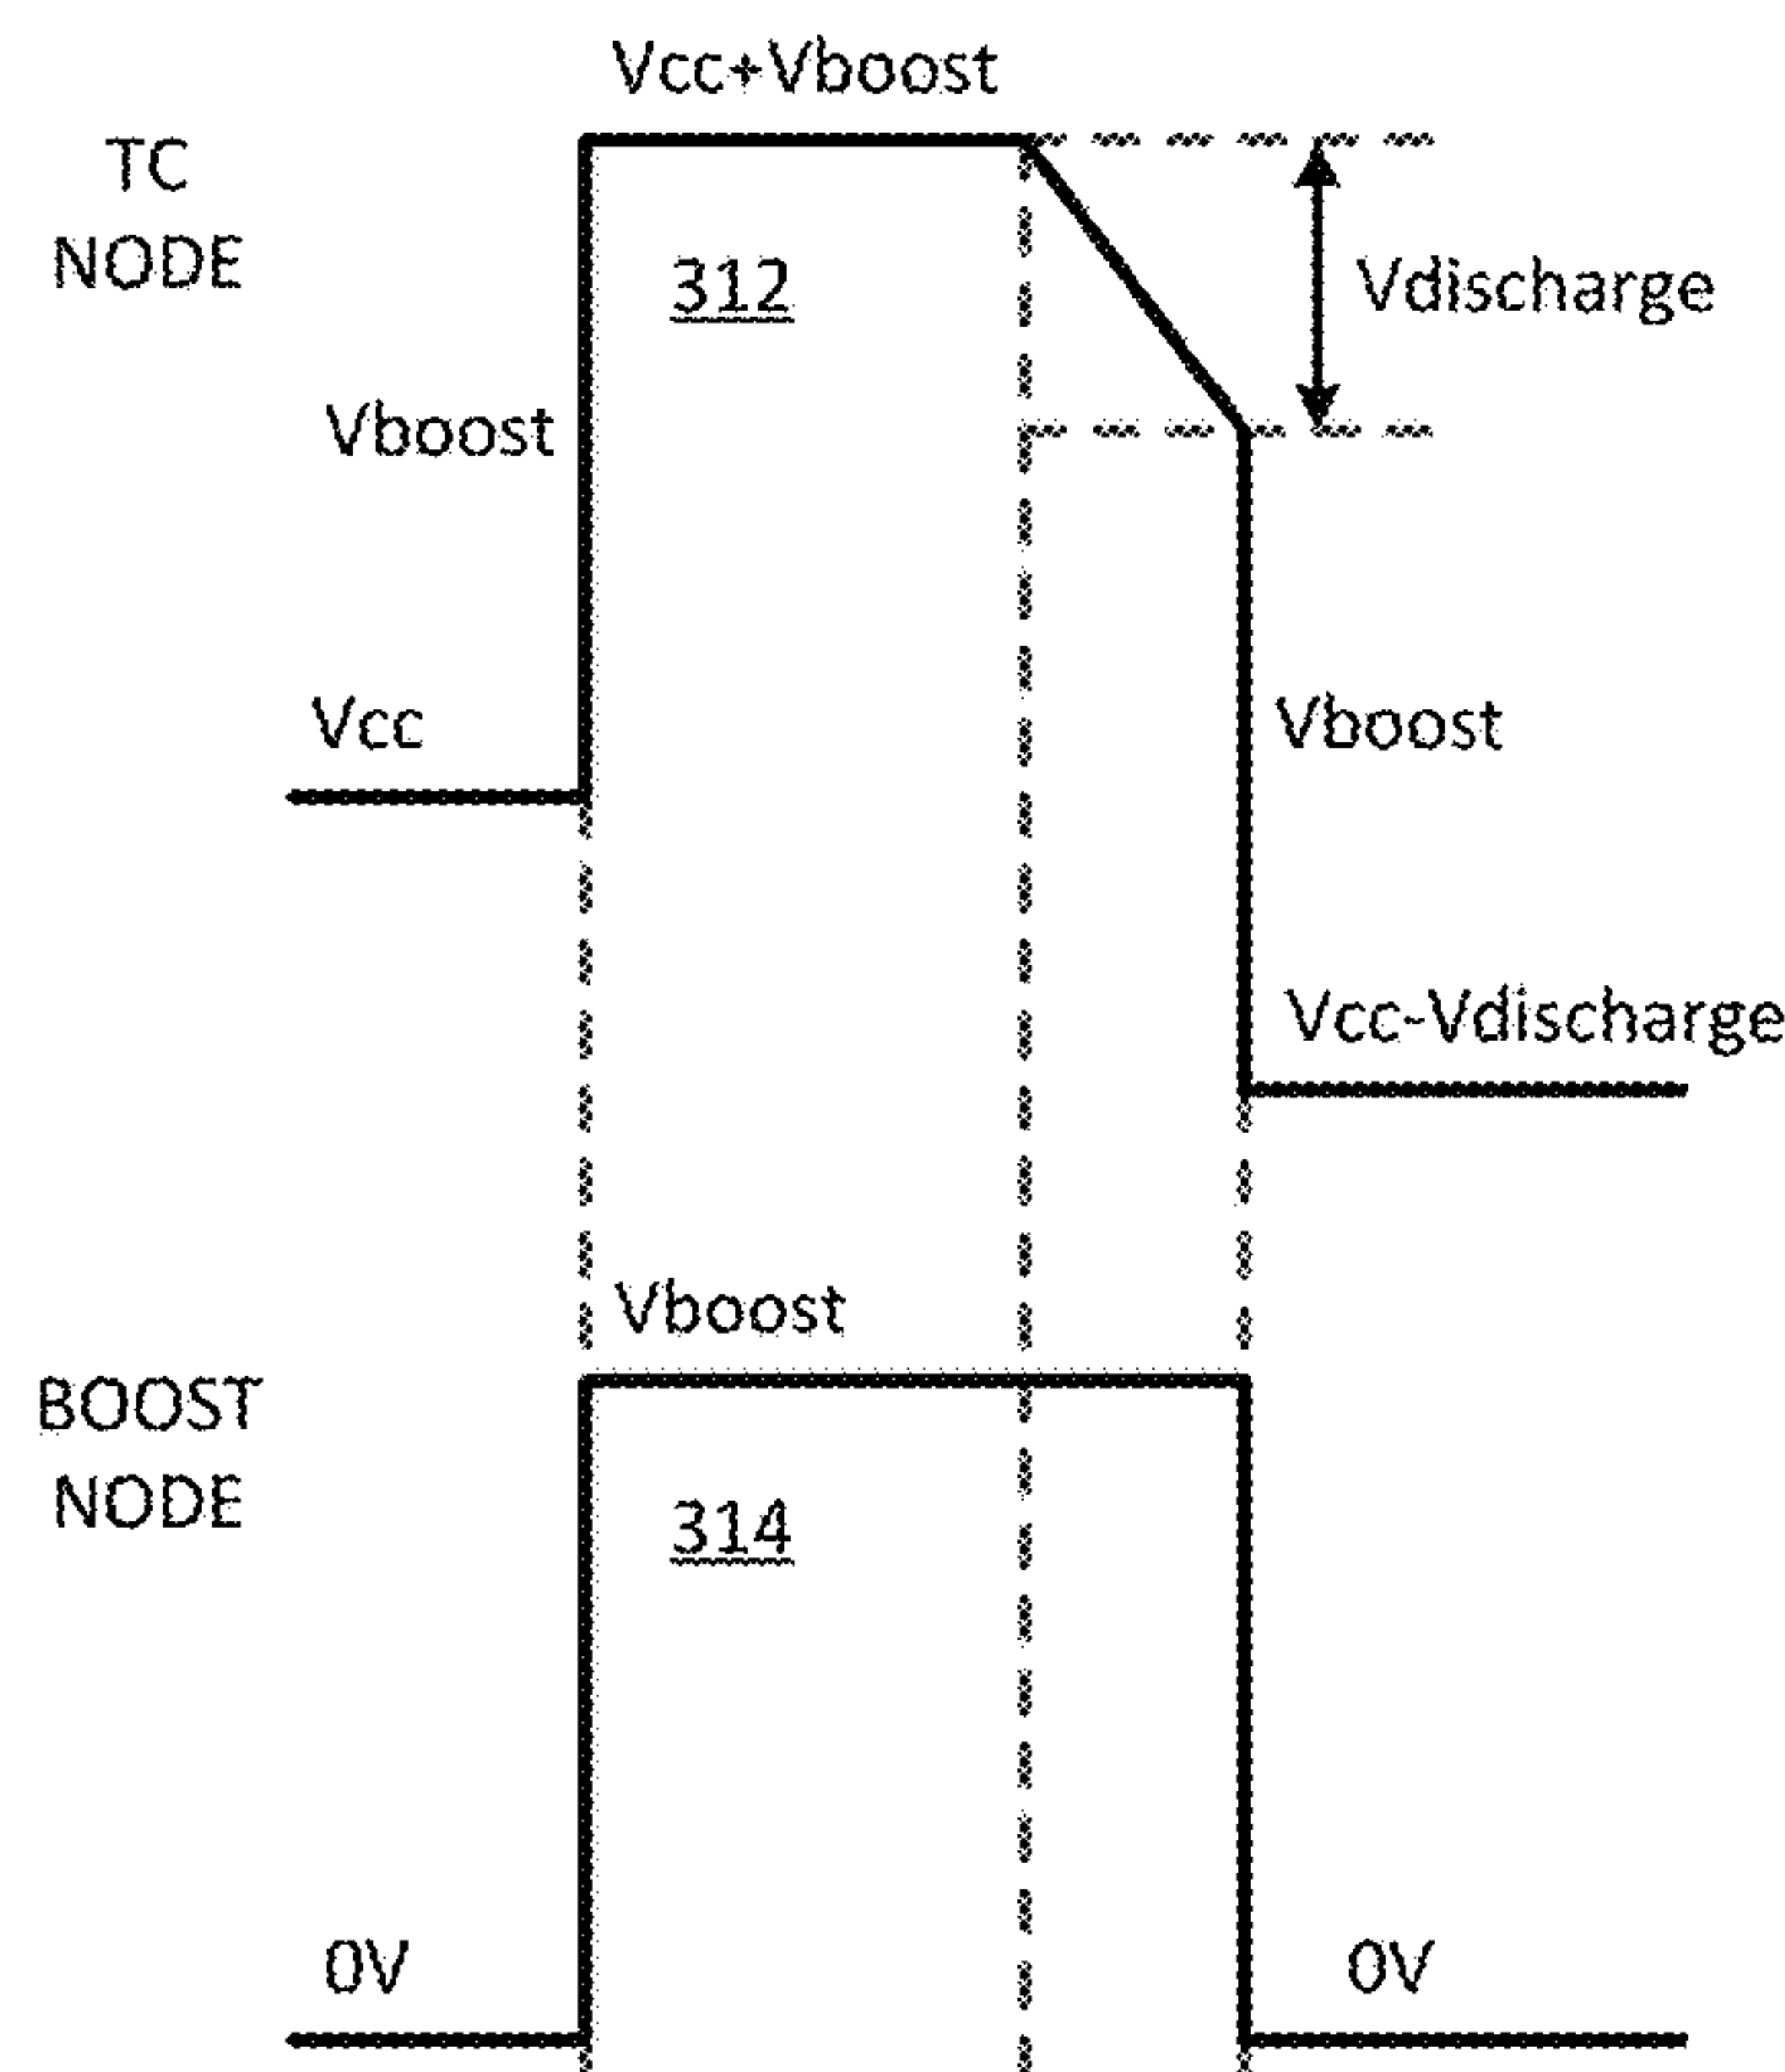 Vcc+Vboost
TC
NODE
312
Vdischarge
Vboost
Vcc
Vboost
Vcc-Vdischarge
Vboost
BOOST
NODE
314
0V
0V